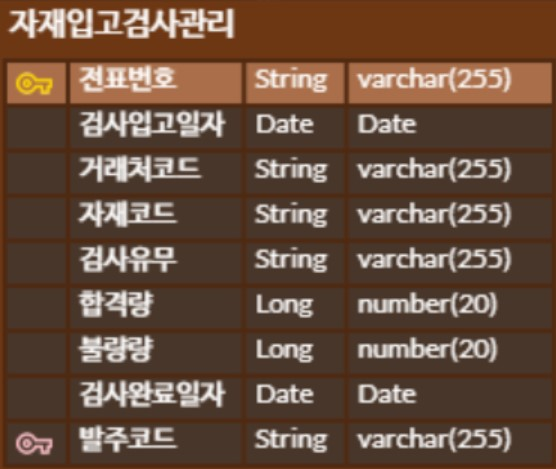 자재입고검사관리
전표번호 String varchar(255)
검사입고일자 Date Date
거래처코드 String varchar(255)
자재코드 String varchar(255)
검사유무 String varchar(255)
합격량 Long number(20)
불량량 Long number(20)
검사완료일자 Date Date
발주코드 String varchar(255)